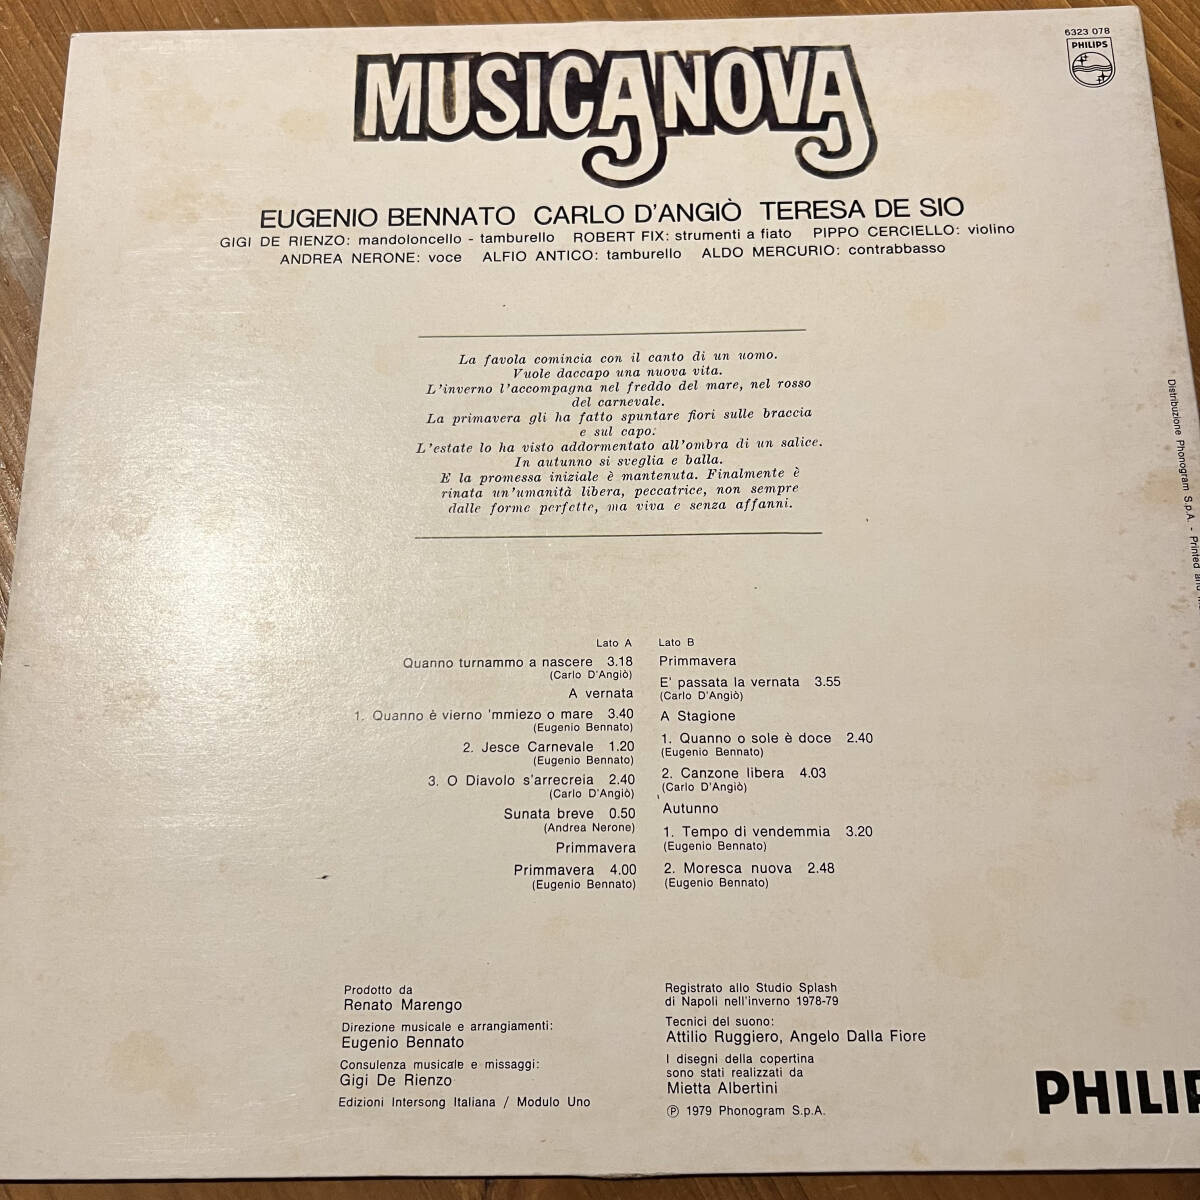 6323 078
PHILIPS
MUSICANOVA
EUGENIO BENNATO CARLO D'ANGIÒ TERESA DE SIO
GIGI DE RIENZO: mandoloncello - tamburello ROBERT FIX: strumenti a fiato PIPPO CERCIELLO: violino
ANDREA NERONE: voce ALFIO ANTICO: tamburello ALDO MERCURIO: contrabbasso
La favola comincia con il canto di un uomo.
Vuole daccapo una nuova vita.
L'inverno l'accompagna nel freddo del mare, nel rosso
del carnevale.
La primavera gli ha fatto spuntare fiori sulle braccia
e sul capo.
L'estate lo ha visto addormentato all'ombra di un salice.
In autunno si sveglia e balla.
E la promessa iniziale è mantenuta. Finalmente è
rinata un'umanità libera, peccatrice, non sempre
dalle forme perfette, ma viva e senza affanni.
Lato A
Quanno turnammo a nascere 3.18
(Carlo D'Angiò)
A vernata
1. Quanno è vierno 'mmiezo o mare 3.40
(Eugenio Bennato)
2. Jesce Carnevale 1.20
(Eugenio Bennato)
3. O Diavolo s'arrecreia 2.40
(Carlo D'Angiò)
Sunata breve 0.50
(Andrea Nerone)
Primmavera
Primmavera 4.00
(Eugenio Bennato)
Lato B
Primmavera
E' passata la vernata 3.55
(Carlo D'Angiò)
A Stagione
1. Quanno o sole è doce 2.40
(Eugenio Bennato)
2. Canzone libera 4.03
(Carlo D'Angiò)
Autunno
1. Tempo di vendemmia 3.20
(Eugenio Bennato)
2. Moresca nuova 2.48
(Eugenio Bennato)
Prodotto da
Renato Marengo
Direzione musicale e arrangiamenti:
Eugenio Bennato
Consulenza musicale e missaggi:
Gigi De Rienzo
Edizioni Intersong Italiana / Modulo Uno
Registrato allo Studio Splash
di Napoli nell'inverno 1978-79
Tecnici del suono:
Attilio Ruggiero, Angelo Dalla Fiore
I disegni della copertina
sono stati realizzati da
Mietta Albertini
℗ 1979 Phonogram S.p.A.
Distribuzione Phonogram S.p.A. - Printed and
PHILIP